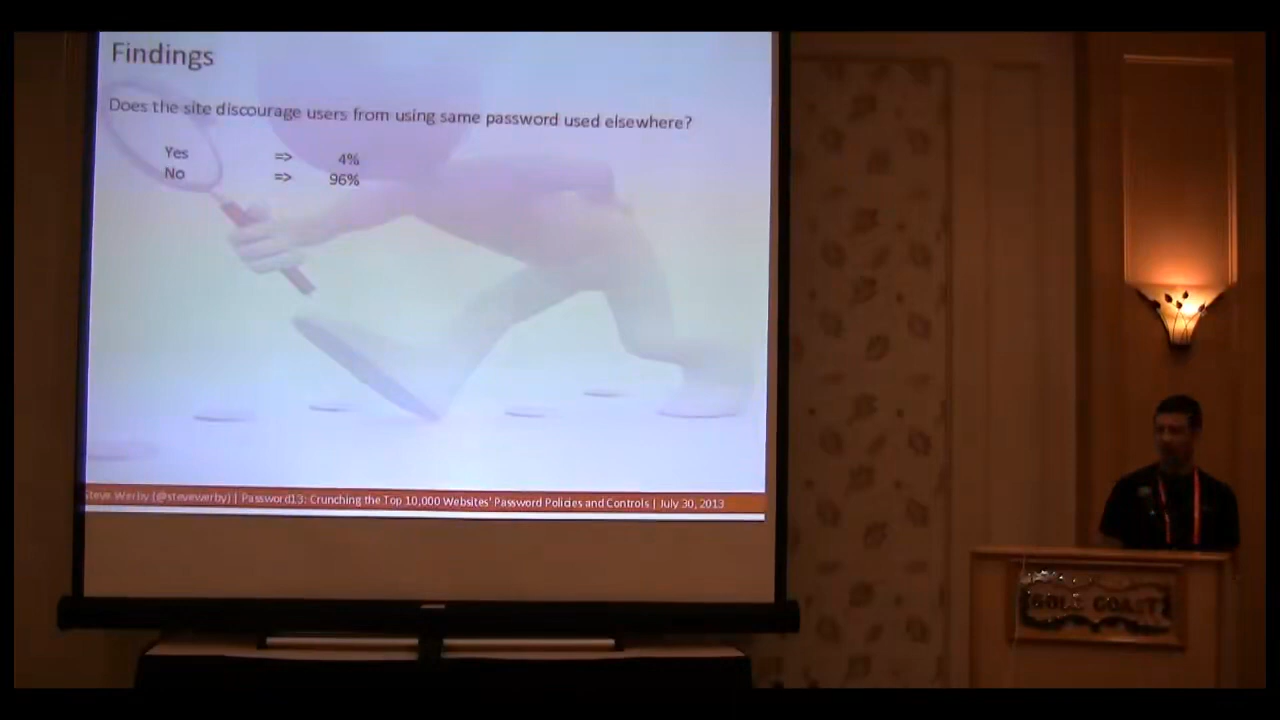 Findings
Does the site discourage users from using same password used elsewhere?
Yes => 4%
No => 96%
Steve Werby (@stevewerby) | Password13: Crunching the Top 10,000 Websites' Password Policies and Controls | July 30, 2013
GOLD COAST